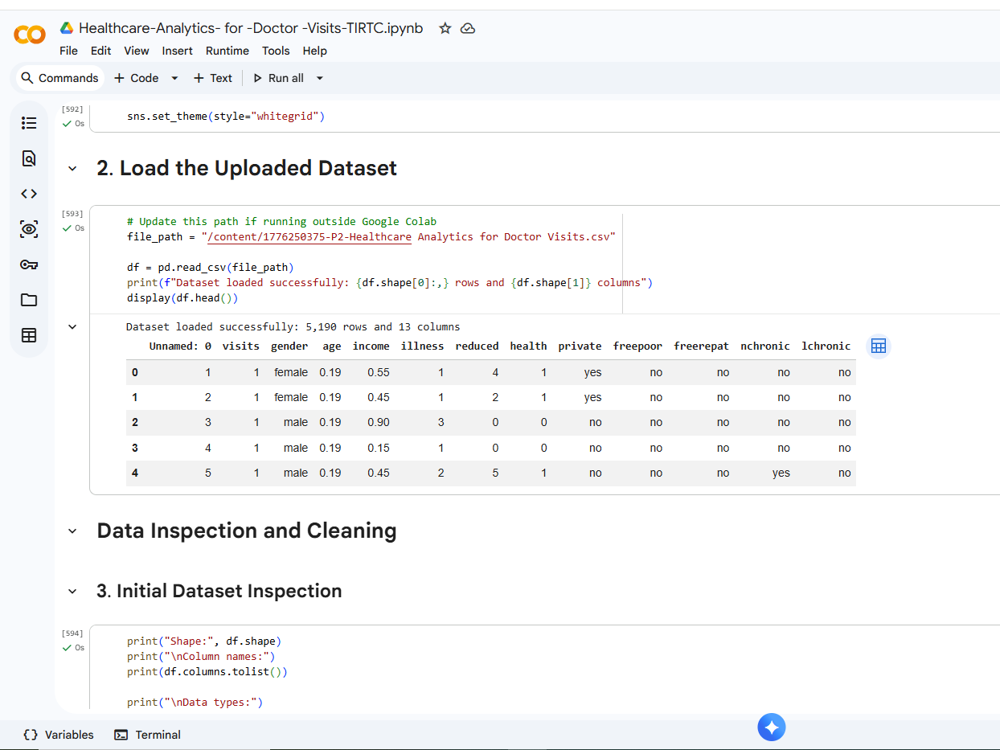 Healthcare-Analytics- for -Doctor -Visits-TIRTC.ipynb
File Edit View Insert Runtime Tools Help
Commands + Code + Text Run all
[592]
0s
sns.set_theme(style="whitegrid")
2. Load the Uploaded Dataset
[593]
0s
# Update this path if running outside Google Colab
file_path = "/content/1776250375-P2-Healthcare Analytics for Doctor Visits.csv"
df = pd.read_csv(file_path)
print(f"Dataset loaded successfully: {df.shape[0]:,} rows and {df.shape[1]} columns")
display(df.head())
Dataset loaded successfully: 5,190 rows and 13 columns
Unnamed: 0 visits gender age income illness reduced health private freepoor freerepat nchronic lchronic
0 1 1 female 0.19 0.55 1 4 1 yes no no no no
1 2 1 female 0.19 0.45 1 2 1 yes no no no no
2 3 1 male 0.19 0.90 3 0 0 no no no no no
3 4 1 male 0.19 0.15 1 0 0 no no no no no
4 5 1 male 0.19 0.45 2 5 1 no no no yes no
Data Inspection and Cleaning
3. Initial Dataset Inspection
[594]
0s
print("Shape:", df.shape)
print("\nColumn names:")
print(df.columns.tolist())
print("\nData types:")
{} Variables Terminal